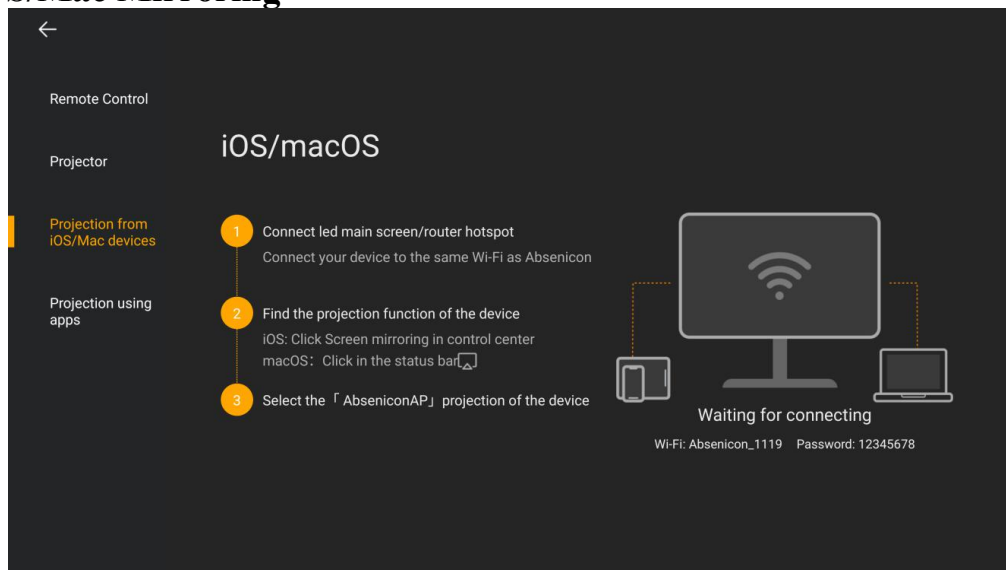 Remote Control
Projector
Projection from
iOS/Mac devices
Projection using
apps
iOS/macOS
1
Connect led main screen/router hotspot
Connect your device to the same Wi-Fi as Absenicon
2
Find the projection function of the device
iOS: Click Screen mirroring in control center
macOS： Click in the status bar
3
Select the「 AbseniconAP」 projection of the device
Waiting for connecting
Wi-Fi: Absenicon_1119 Password: 12345678